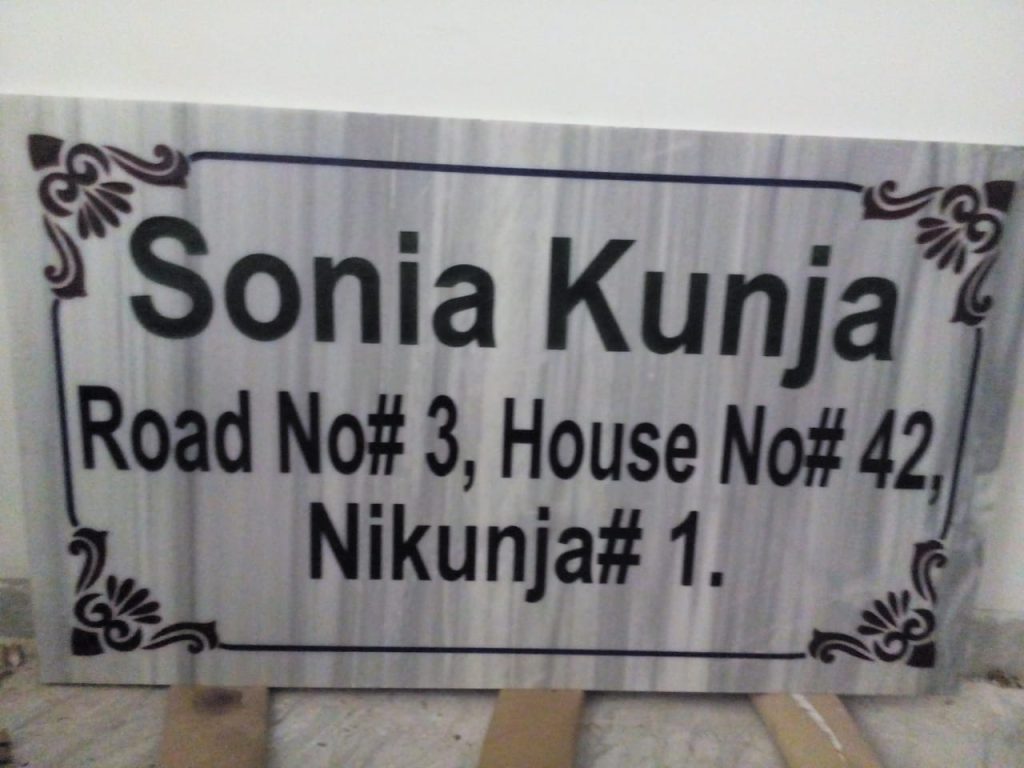 Sonia Kunja
Road No# 3, House No# 42,
Nikunja# 1.